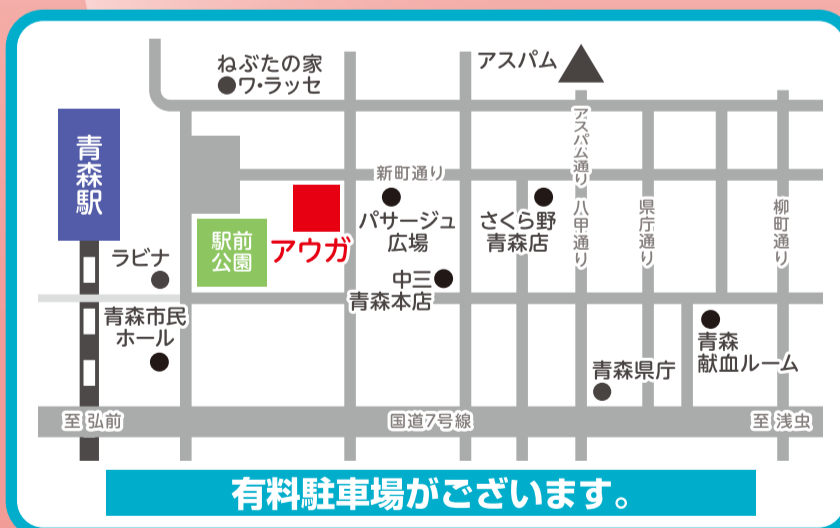 ねぶたの家
ワ・ラッセ
アスパム
青森駅
アスパム通り
新町通り
パサージュ
広場
さくら野
青森店
八甲通り
県庁通り
柳町通り
駅前
公園
アウガ
ラビナ
中三
青森本店
青森市民
ホール
青森
献血ルーム
青森県庁
至 弘前
国道7号線
至 浅虫
有料駐車場がございます。